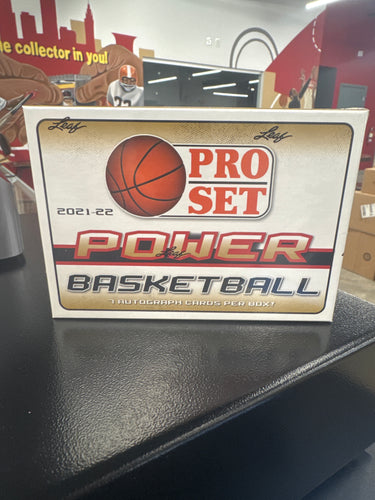 e collector in you!
Leaf Leaf
PRO
SET
2021-22
POWER
Leaf
BASKETBALL
7 AUTOGRAPH CARDS PER BOX!